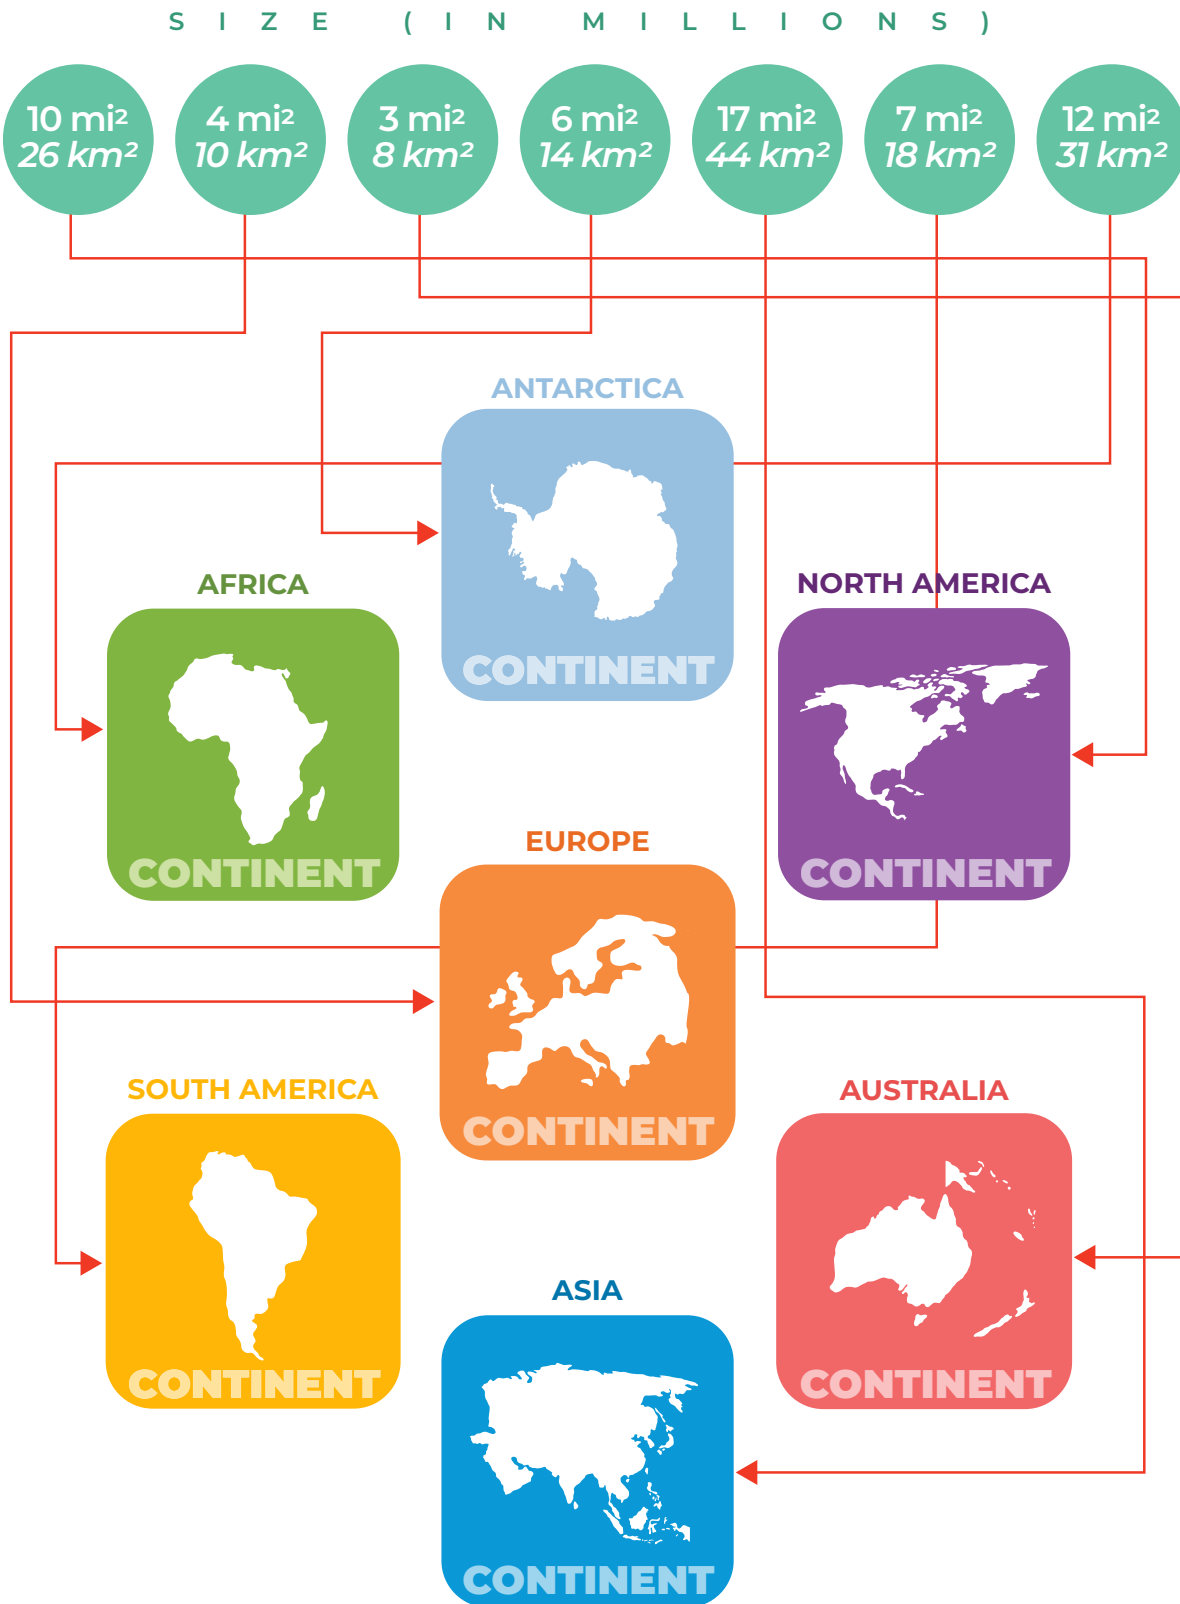 SIZE (IN MILLIONS)
10 mi²
26 km²
4 mi²
10 km²
3 mi²
8 km²
6 mi²
14 km²
17 mi²
44 km²
7 mi²
18 km²
12 mi²
31 km²
ANTARCTICA
CONTINENT
AFRICA
CONTINENT
NORTH AMERICA
CONTINENT
EUROPE
CONTINENT
SOUTH AMERICA
CONTINENT
AUSTRALIA
CONTINENT
ASIA
CONTINENT